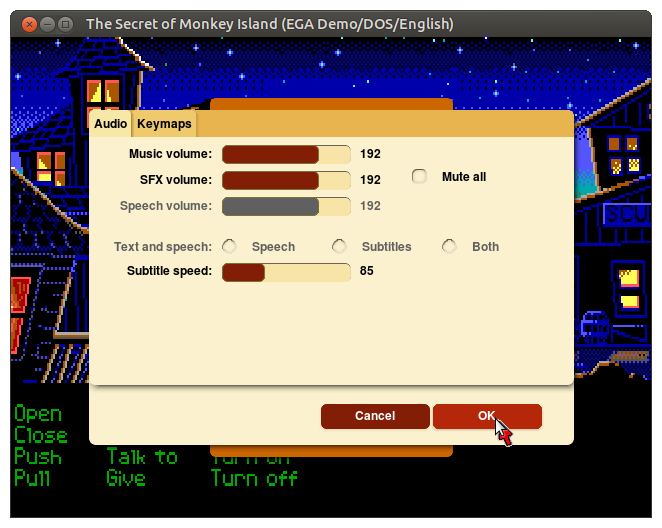 The Secret of Monkey Island (EGA Demo/DOS/English)
Audio Keymaps
Music volume: 192
SFX volume: 192 Mute all
Speech volume: 192
Text and speech: Speech Subtitles Both
Subtitle speed: 85
Cancel OK
Open
Close
Push Talk to Turn on
Pull Give Turn off